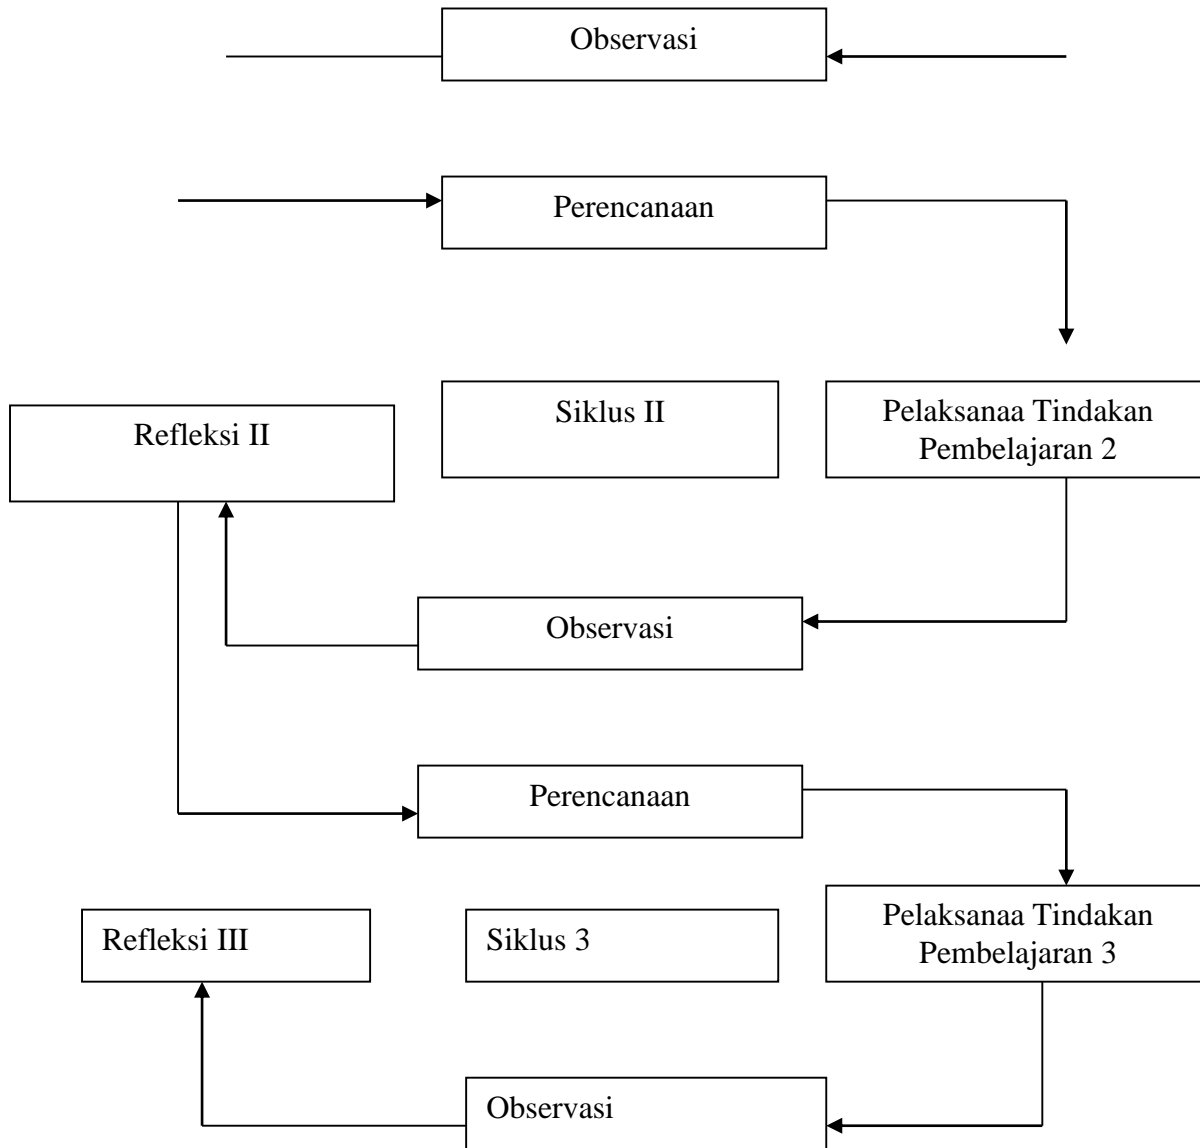 Observasi
Perencanaan
Refleksi II
Siklus II
Pelaksanaa Tindakan
Pembelajaran 2
Observasi
Perencanaan
Refleksi III
Siklus 3
Pelaksanaa Tindakan
Pembelajaran 3
Observasi